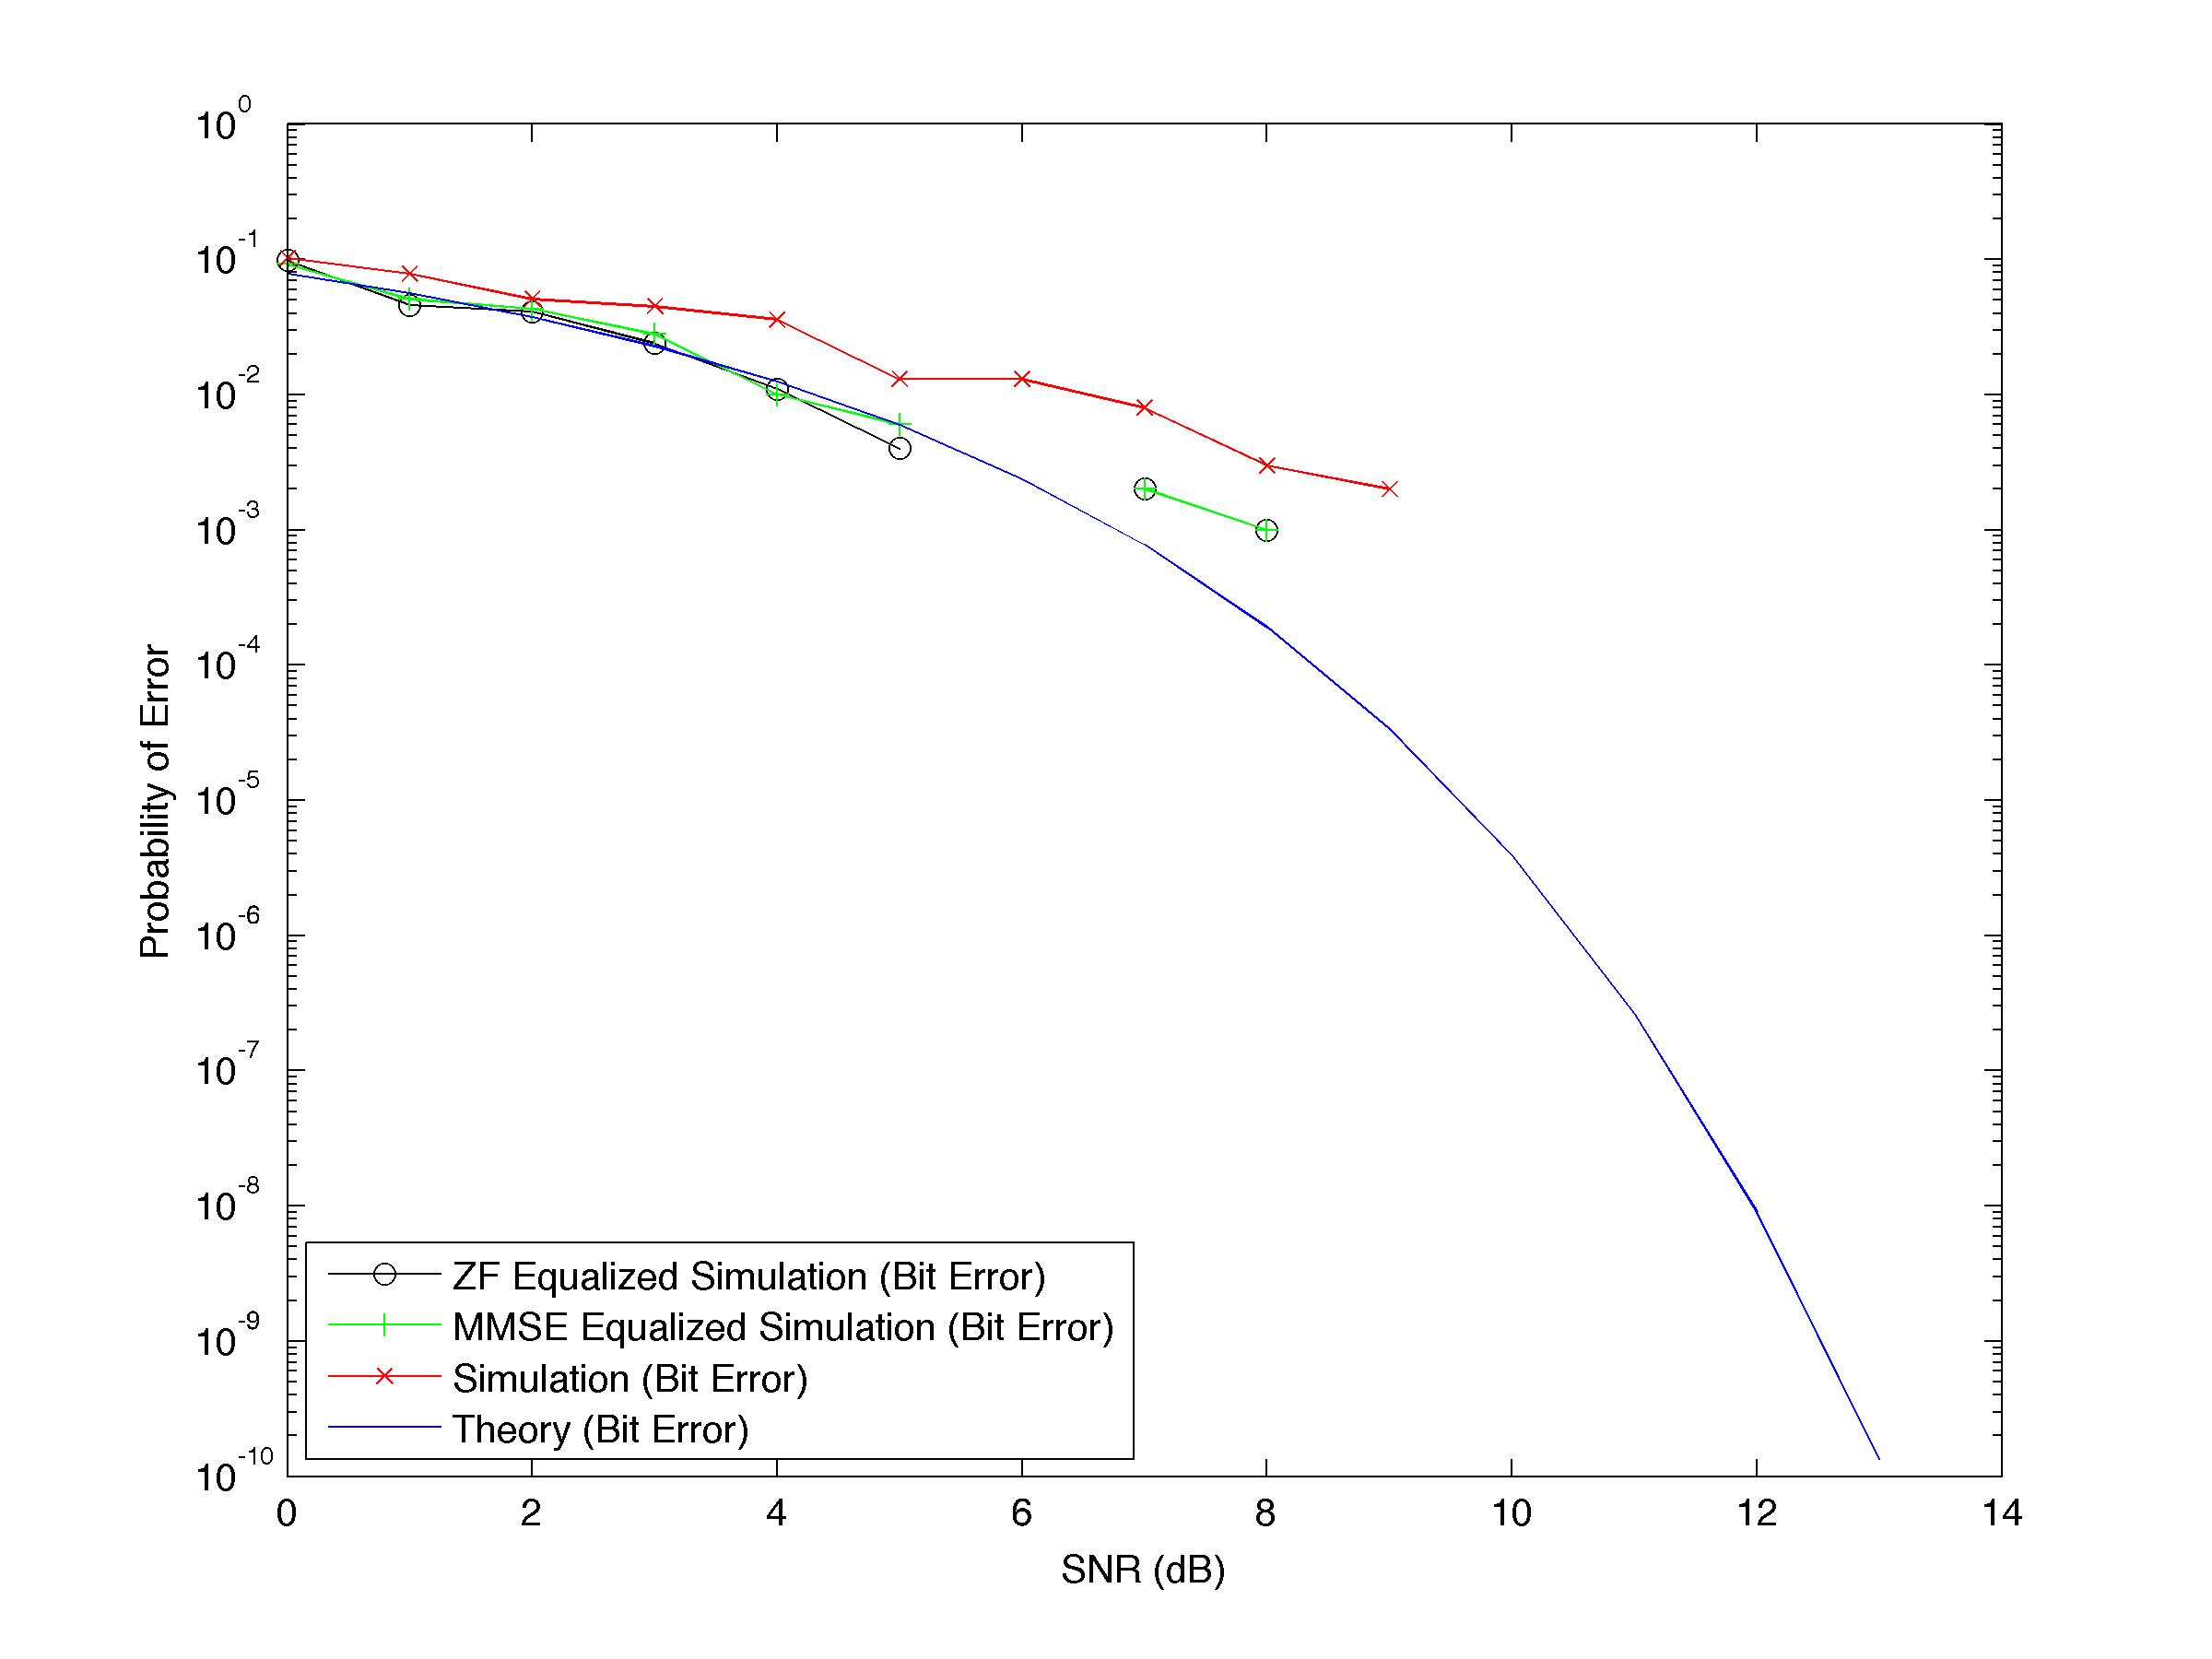 10^0
10^-1
10^-2
10^-3
10^-4
10^-5
10^-6
10^-7
10^-8
10^-9
10^-10
Probability of Error
ZF Equalized Simulation (Bit Error)
MMSE Equalized Simulation (Bit Error)
Simulation (Bit Error)
Theory (Bit Error)
0 2 4 6 8 10 12 14
SNR (dB)